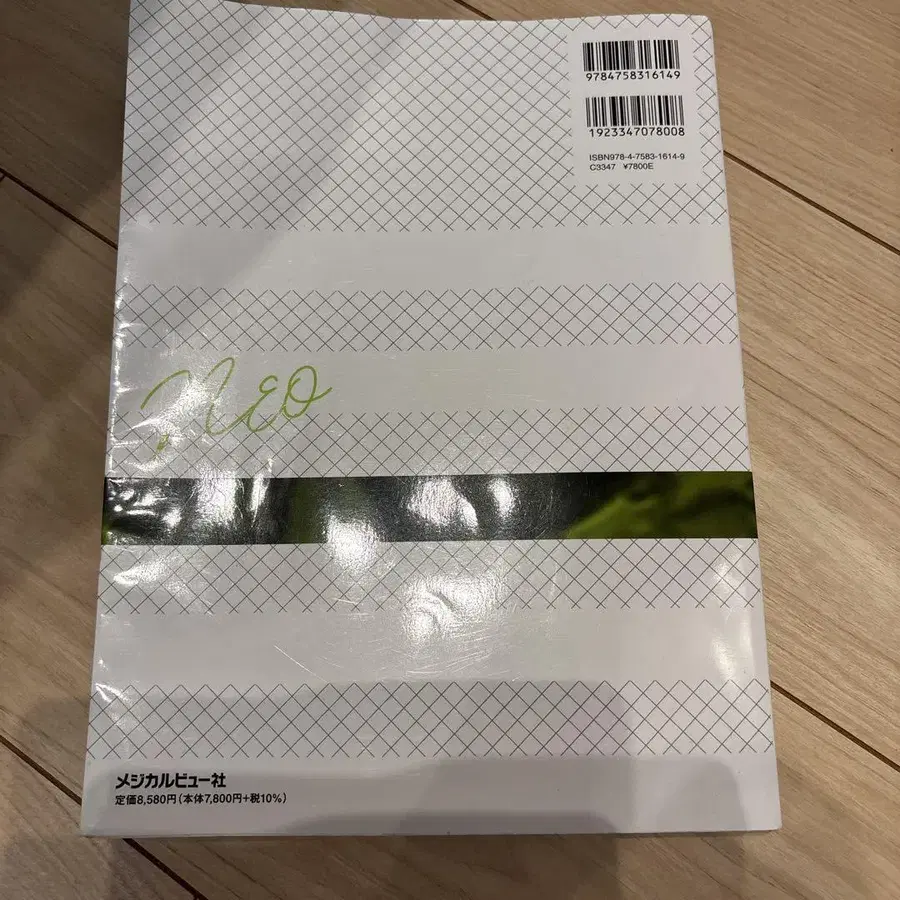 9784758316149
1923347078008
ISBN978-4-7583-1614-9
C3347 ¥7800E
Neo
メジカルビュー社
定価8,580円(本体7,800円+税10%)